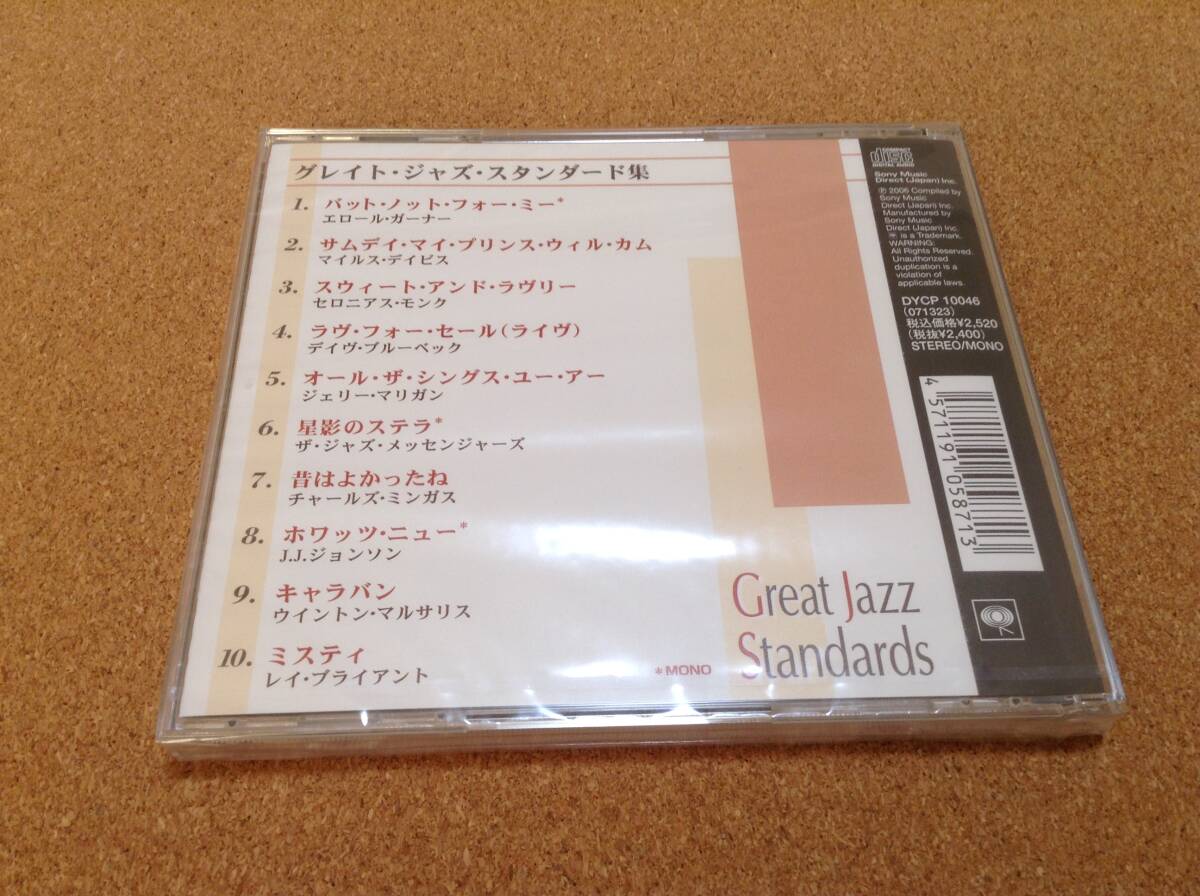 グレイト・ジャズ・スタンダード集
1. バット・ノット・フォー・ミー*
エロール・ガーナー
2. サムデイ・マイ・プリンス・ウィル・カム
マイルス・デイビス
3. スウィート・アンド・ラヴリー
セロニアス・モンク
4. ラヴ・フォー・セール(ライヴ)
デイヴ・ブルーベック
5. オール・ザ・シングス・ユー・アー
ジェリー・マリガン
6. 星影のステラ*
ザ・ジャズ・メッセンジャーズ
7. 昔はよかったね
チャールズ・ミンガス
8. ホワッツ・ニュー*
J.J.ジョンソン
9. キャラバン
ウイントン・マルサリス
10. ミスティ
レイ・ブライアント
*MONO
Great Jazz
Standards
COMPACT
disc
DIGITAL AUDIO
Sony Music
Direct (Japan) Inc.
℗ 2006 Compiled by
Sony Music
Direct (Japan) Inc.
Manufactured by
Sony Music
Direct (Japan) Inc.
is a Trademark.
WARNING:
All Rights Reserved.
Unauthorized
duplication is a
violation of
applicable laws.
DYCP 10046
(071323)
税込価格¥2,520
(税抜¥2,400)
STEREO/MONO
4 571191 058713